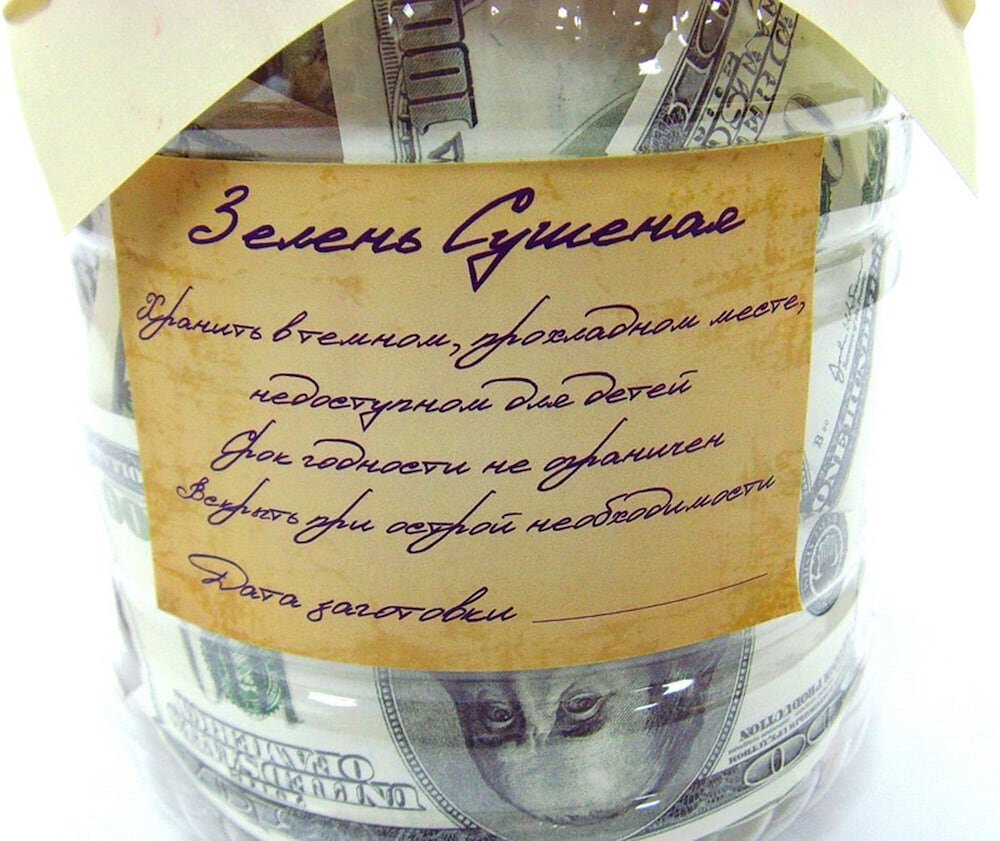 Зелень Сушеная
Хранить в темном, прохладном месте,
недоступном для детей
Срок годности не ограничен
Вскрыть при острой необходимости
Дата заготовки